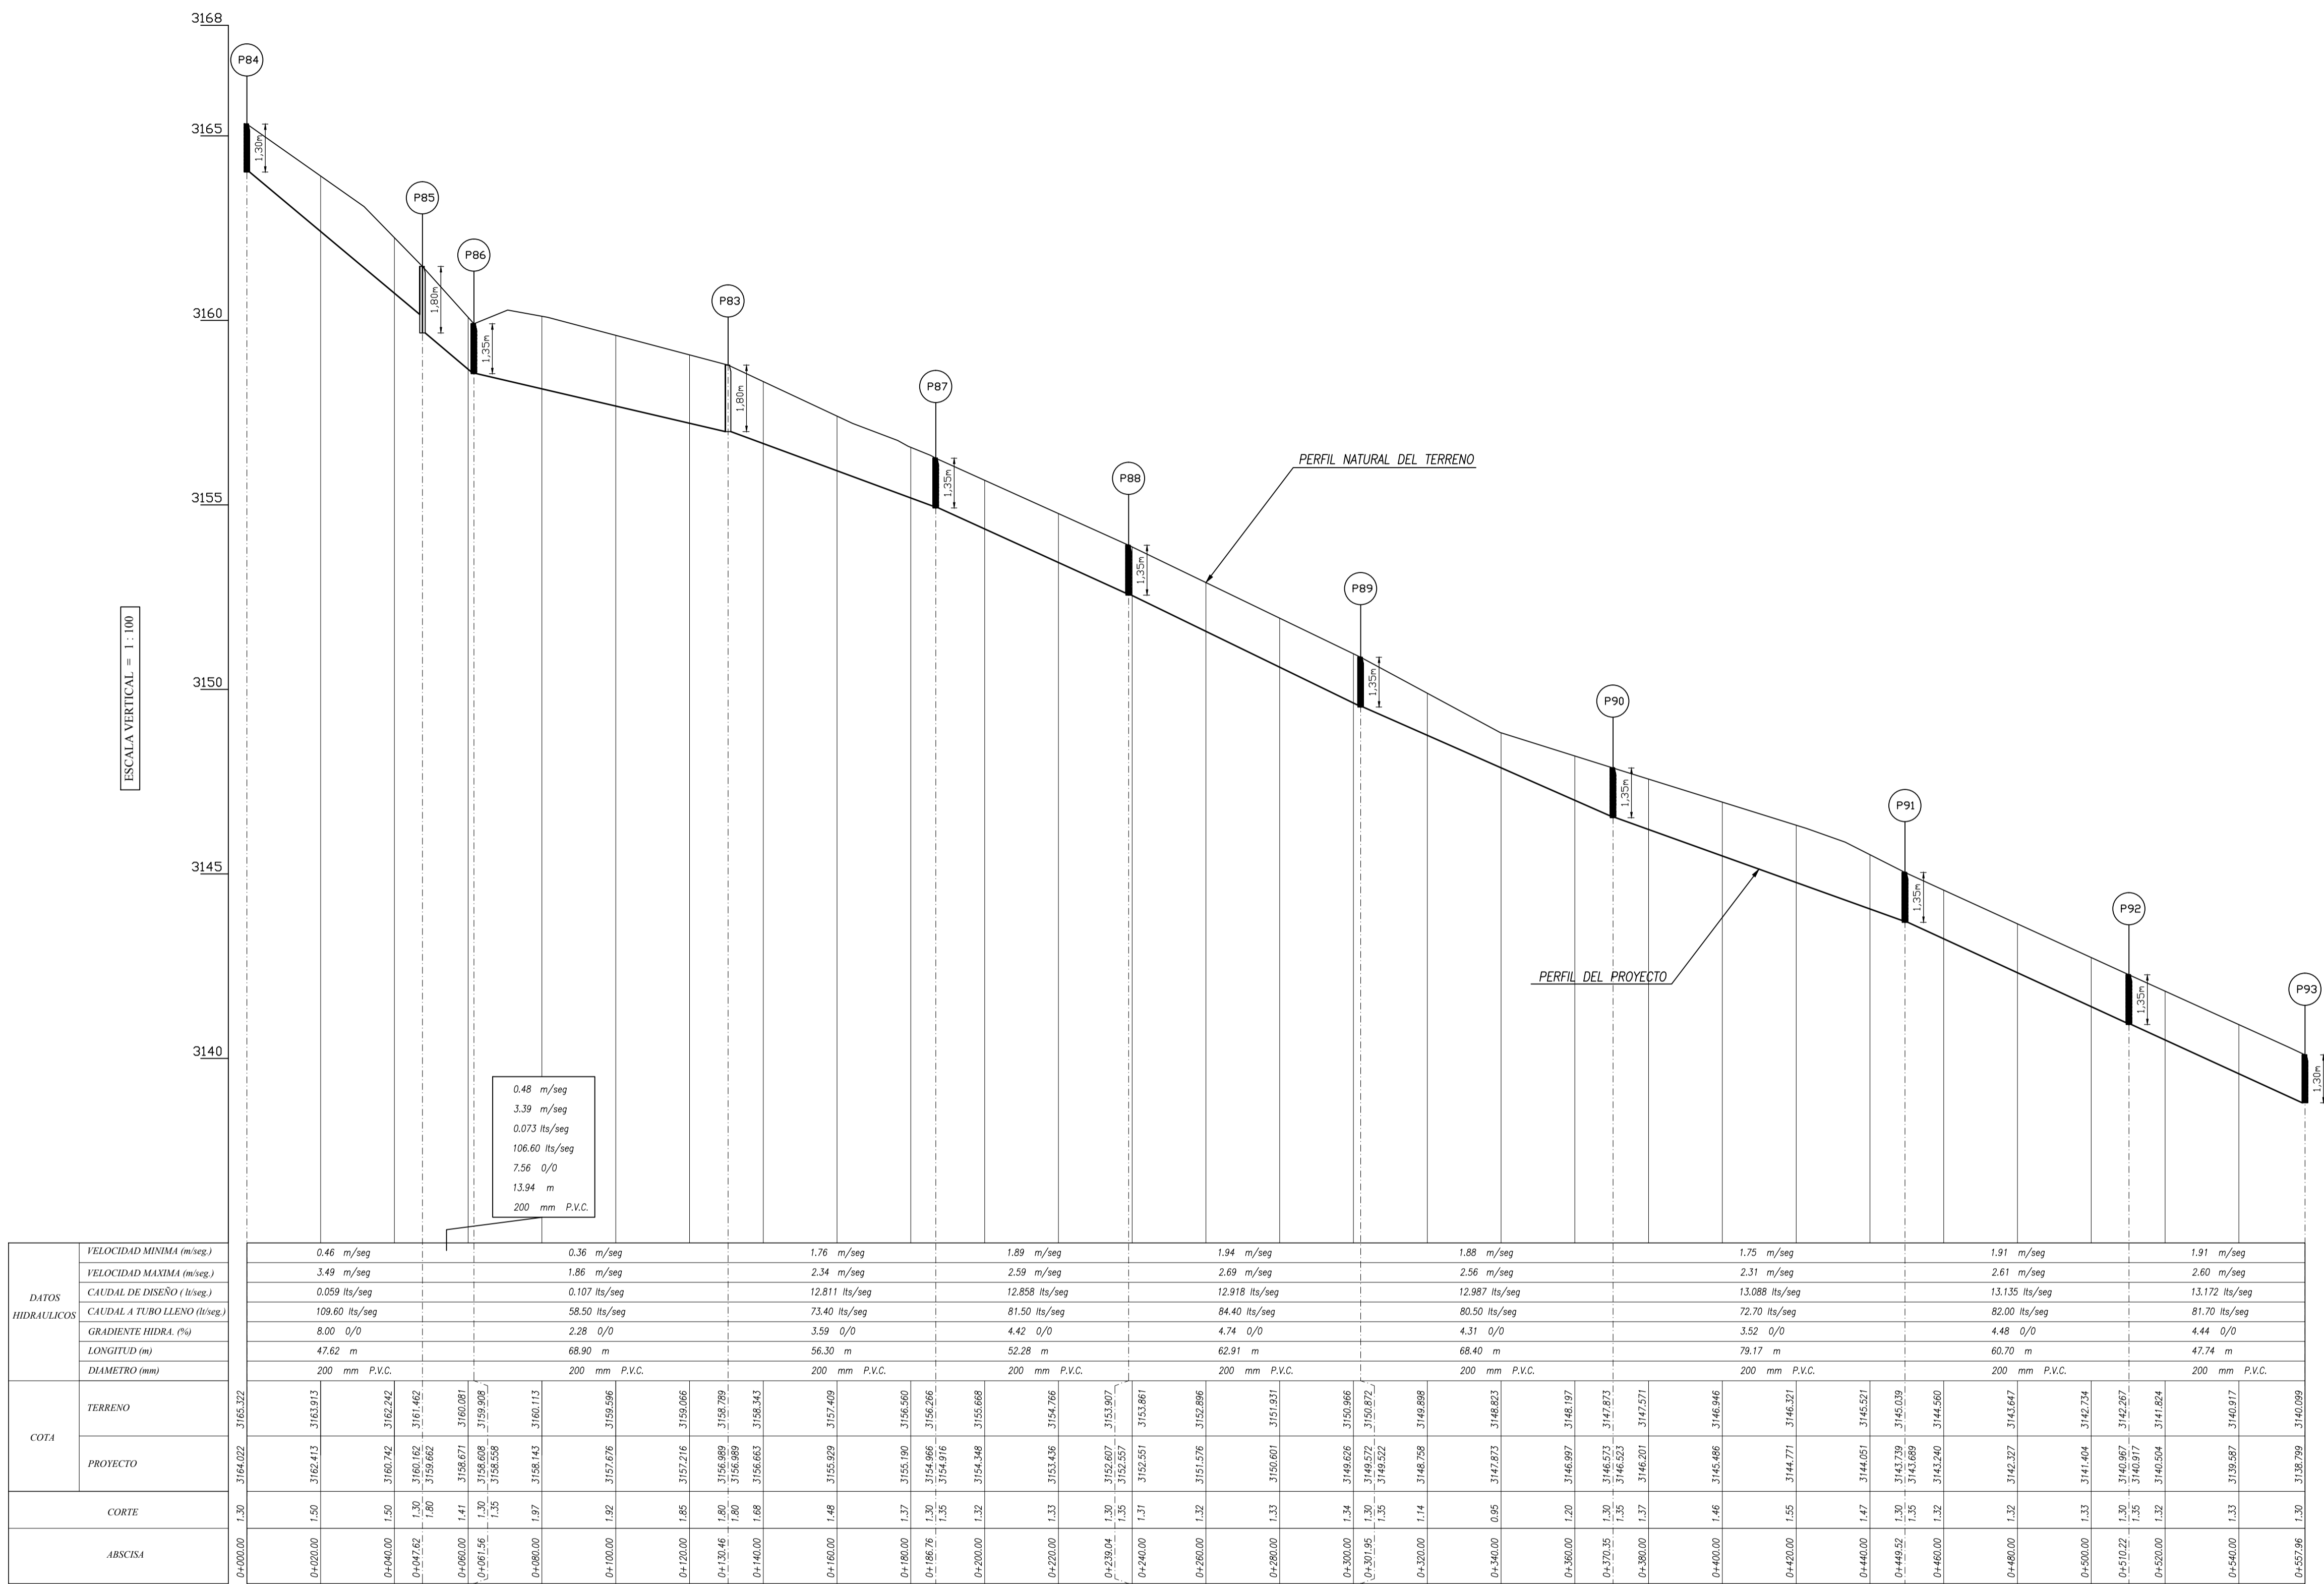 3168
3165
3160
3155
3150
3145
3140
ESCALA VERTICAL = 1 : 100
P84
1,30m
P85
1,80m
P86
1,35m
P83
1,80m
P87
1,35m
P88
1,35m
P89
1,35m
P90
1,35m
P91
1,35m
P92
1,35m
P93
1,30m
PERFIL NATURAL DEL TERRENO
PERFIL DEL PROYECTO
0.48 m/seg
3.39 m/seg
0.073 lts/seg
106.60 lts/seg
7.56 0/0
13.94 m
200 mm P.V.C.
DATOS HIDRAULICOS
VELOCIDAD MINIMA (m/seg.) 0.46 m/seg 0.36 m/seg 1.76 m/seg 1.89 m/seg 1.94 m/seg 1.88 m/seg 1.75 m/seg 1.91 m/seg 1.91 m/seg
VELOCIDAD MAXIMA (m/seg.) 3.49 m/seg 1.86 m/seg 2.34 m/seg 2.59 m/seg 2.69 m/seg 2.56 m/seg 2.31 m/seg 2.61 m/seg 2.60 m/seg
CAUDAL DE DISEÑO ( lt/seg.) 0.059 lts/seg 0.107 lts/seg 12.811 lts/seg 12.858 lts/seg 12.918 lts/seg 12.987 lts/seg 13.088 lts/seg 13.135 lts/seg 13.172 lts/seg
CAUDAL A TUBO LLENO (lt/seg.) 109.60 lts/seg 58.50 lts/seg 73.40 lts/seg 81.50 lts/seg 84.40 lts/seg 80.50 lts/seg 72.70 lts/seg 82.00 lts/seg 81.70 lts/seg
GRADIENTE HIDRA. (%) 8.00 0/0 2.28 0/0 3.59 0/0 4.42 0/0 4.74 0/0 4.31 0/0 3.52 0/0 4.48 0/0 4.44 0/0
LONGITUD (m) 47.62 m 68.90 m 56.30 m 52.28 m 62.91 m 68.40 m 79.17 m 60.70 m 47.74 m
DIAMETRO (mm) 200 mm P.V.C. 200 mm P.V.C. 200 mm P.V.C. 200 mm P.V.C. 200 mm P.V.C. 200 mm P.V.C. 200 mm P.V.C. 200 mm P.V.C. 200 mm P.V.C.
COTA
TERRENO 3165.322 3163.913 3162.242 3161.462 3160.081 3159.908 3160.113 3159.596 3159.066 3158.789 3158.343 3157.409 3156.560 3156.266 3155.668 3154.766 3153.907 3153.861 3152.896 3151.931 3150.966 3150.872 3149.898 3148.823 3148.197 3147.873 3147.571 3146.946 3146.321 3145.521 3145.039 3144.560 3143.647 3142.734 3142.267 3141.824 3140.917 3140.099
PROYECTO 3164.022 3162.413 3160.742 3160.162 3159.662 3158.671 3158.608 3158.558 3158.143 3157.676 3157.216 3156.989 3156.989 3156.663 3155.929 3155.190 3154.966 3154.916 3154.348 3153.436 3152.607 3152.557 3152.551 3151.576 3150.601 3149.626 3149.572 3149.522 3148.758 3147.873 3146.997 3146.573 3146.523 3146.201 3145.486 3144.771 3144.051 3143.739 3143.689 3143.240 3142.327 3141.404 3140.967 3140.917 3140.504 3139.587 3138.799
CORTE 1.30 1.50 1.50 1.30 1.80 1.41 1.30 1.35 1.97 1.92 1.85 1.80 1.80 1.68 1.48 1.37 1.30 1.35 1.32 1.33 1.30 1.35 1.31 1.32 1.33 1.34 1.30 1.35 1.14 0.95 1.20 1.30 1.35 1.37 1.46 1.55 1.47 1.30 1.35 1.32 1.32 1.33 1.30 1.35 1.32 1.33 1.30
ABSCISA 0+000.00 0+020.00 0+040.00 0+047.62 0+060.00 0+061.56 0+080.00 0+100.00 0+120.00 0+130.46 0+140.00 0+160.00 0+180.00 0+186.76 0+200.00 0+220.00 0+239.04 0+240.00 0+260.00 0+280.00 0+300.00 0+301.95 0+320.00 0+340.00 0+360.00 0+370.35 0+380.00 0+400.00 0+420.00 0+440.00 0+449.52 0+460.00 0+480.00 0+500.00 0+510.22 0+520.00 0+540.00 0+557.96